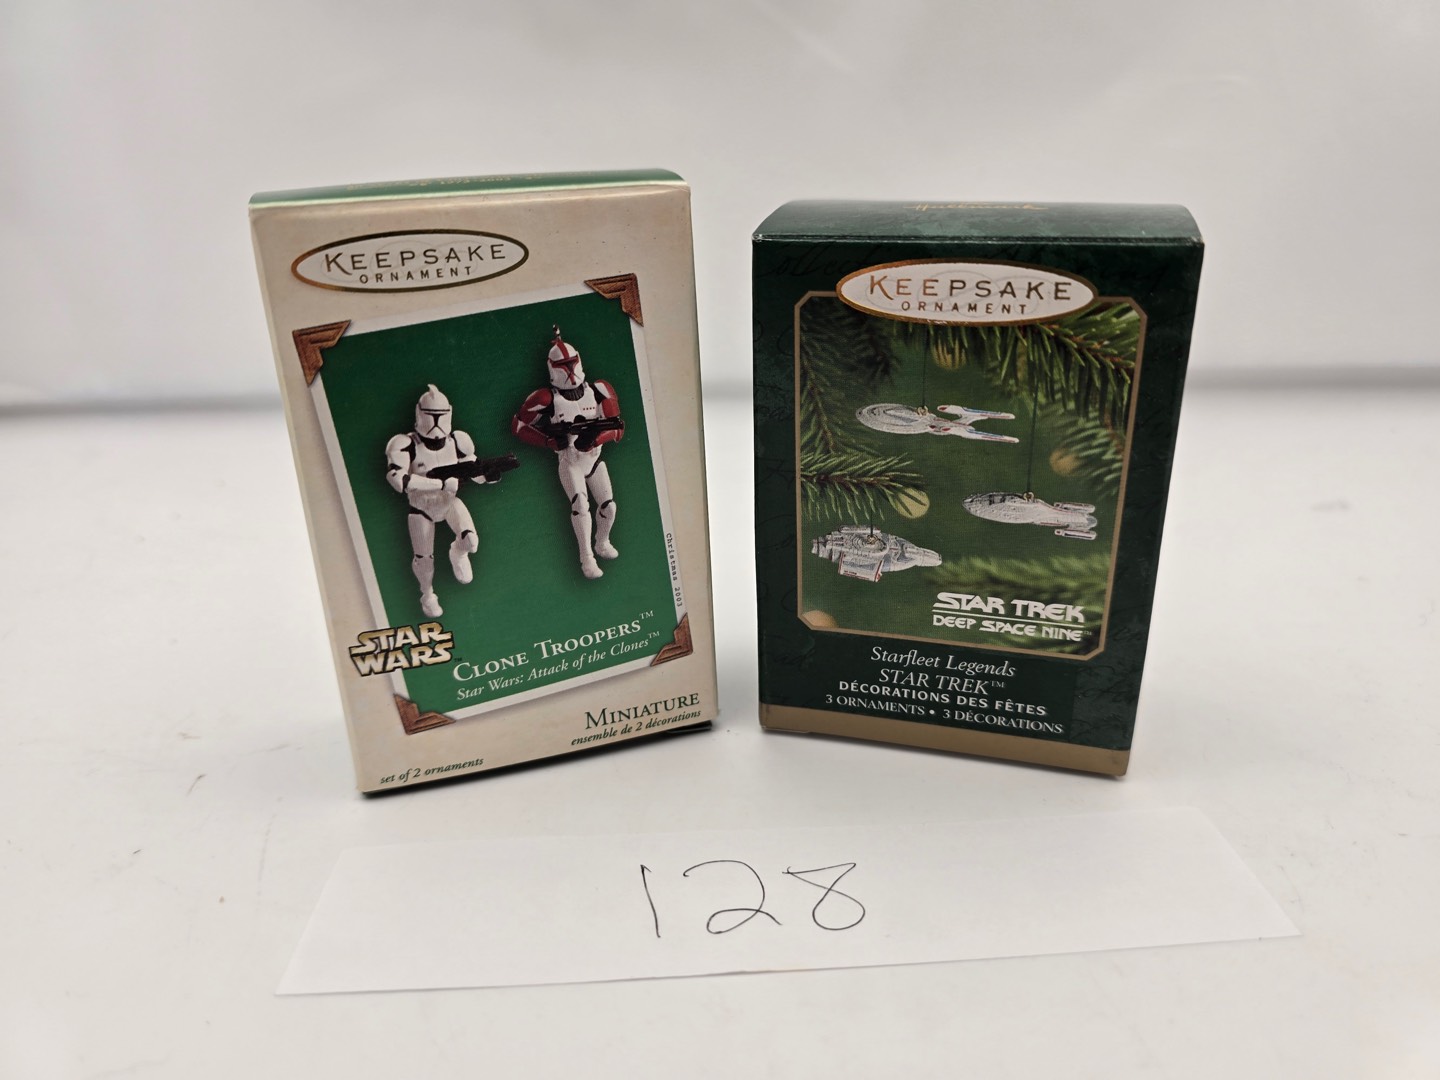 KEEPSAKE
ORNAMENT
Christmas 2003
STAR
WARS
CLONE TROOPERS™
Star Wars: Attack of the Clones™
MINIATURE
ensemble de 2 décorations
set of 2 ornaments
Hallmark
KEEPSAKE
ORNAMENT
STAR TREK
DEEP SPACE NINE™
Starfleet Legends
STAR TREK™
DÉCORATIONS DES FÊTES
3 ORNAMENTS • 3 DÉCORATIONS
128